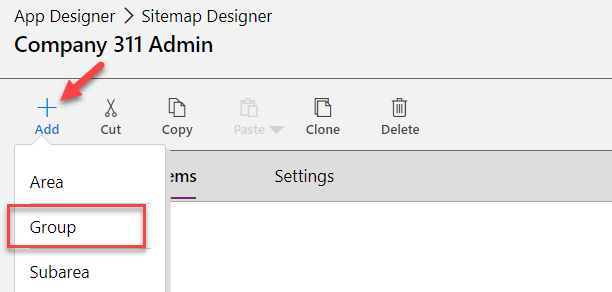 App Designer > Sitemap Designer
Company 311 Admin
Add Cut Copy Paste Clone Delete
Area
ems Settings
Group
Subarea